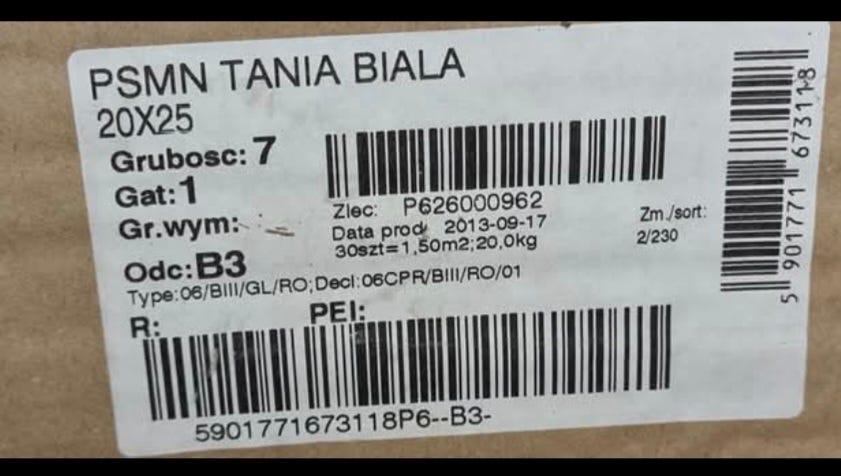 PSMN TANIA BIALA
20X25
Grubosc: 7
Gat: 1
Gr.wym:
Zlec: P626000962
Data prod 2013-09-17
30szt=1,50m2;20,0kg
Zm./sort:
2/230
Odc: B3
Type:06/BIII/GL/RO;Decl:06CPR/BIII/RO/01
R:
PEI:
5901771673118P6--B3-
5 901771 673118